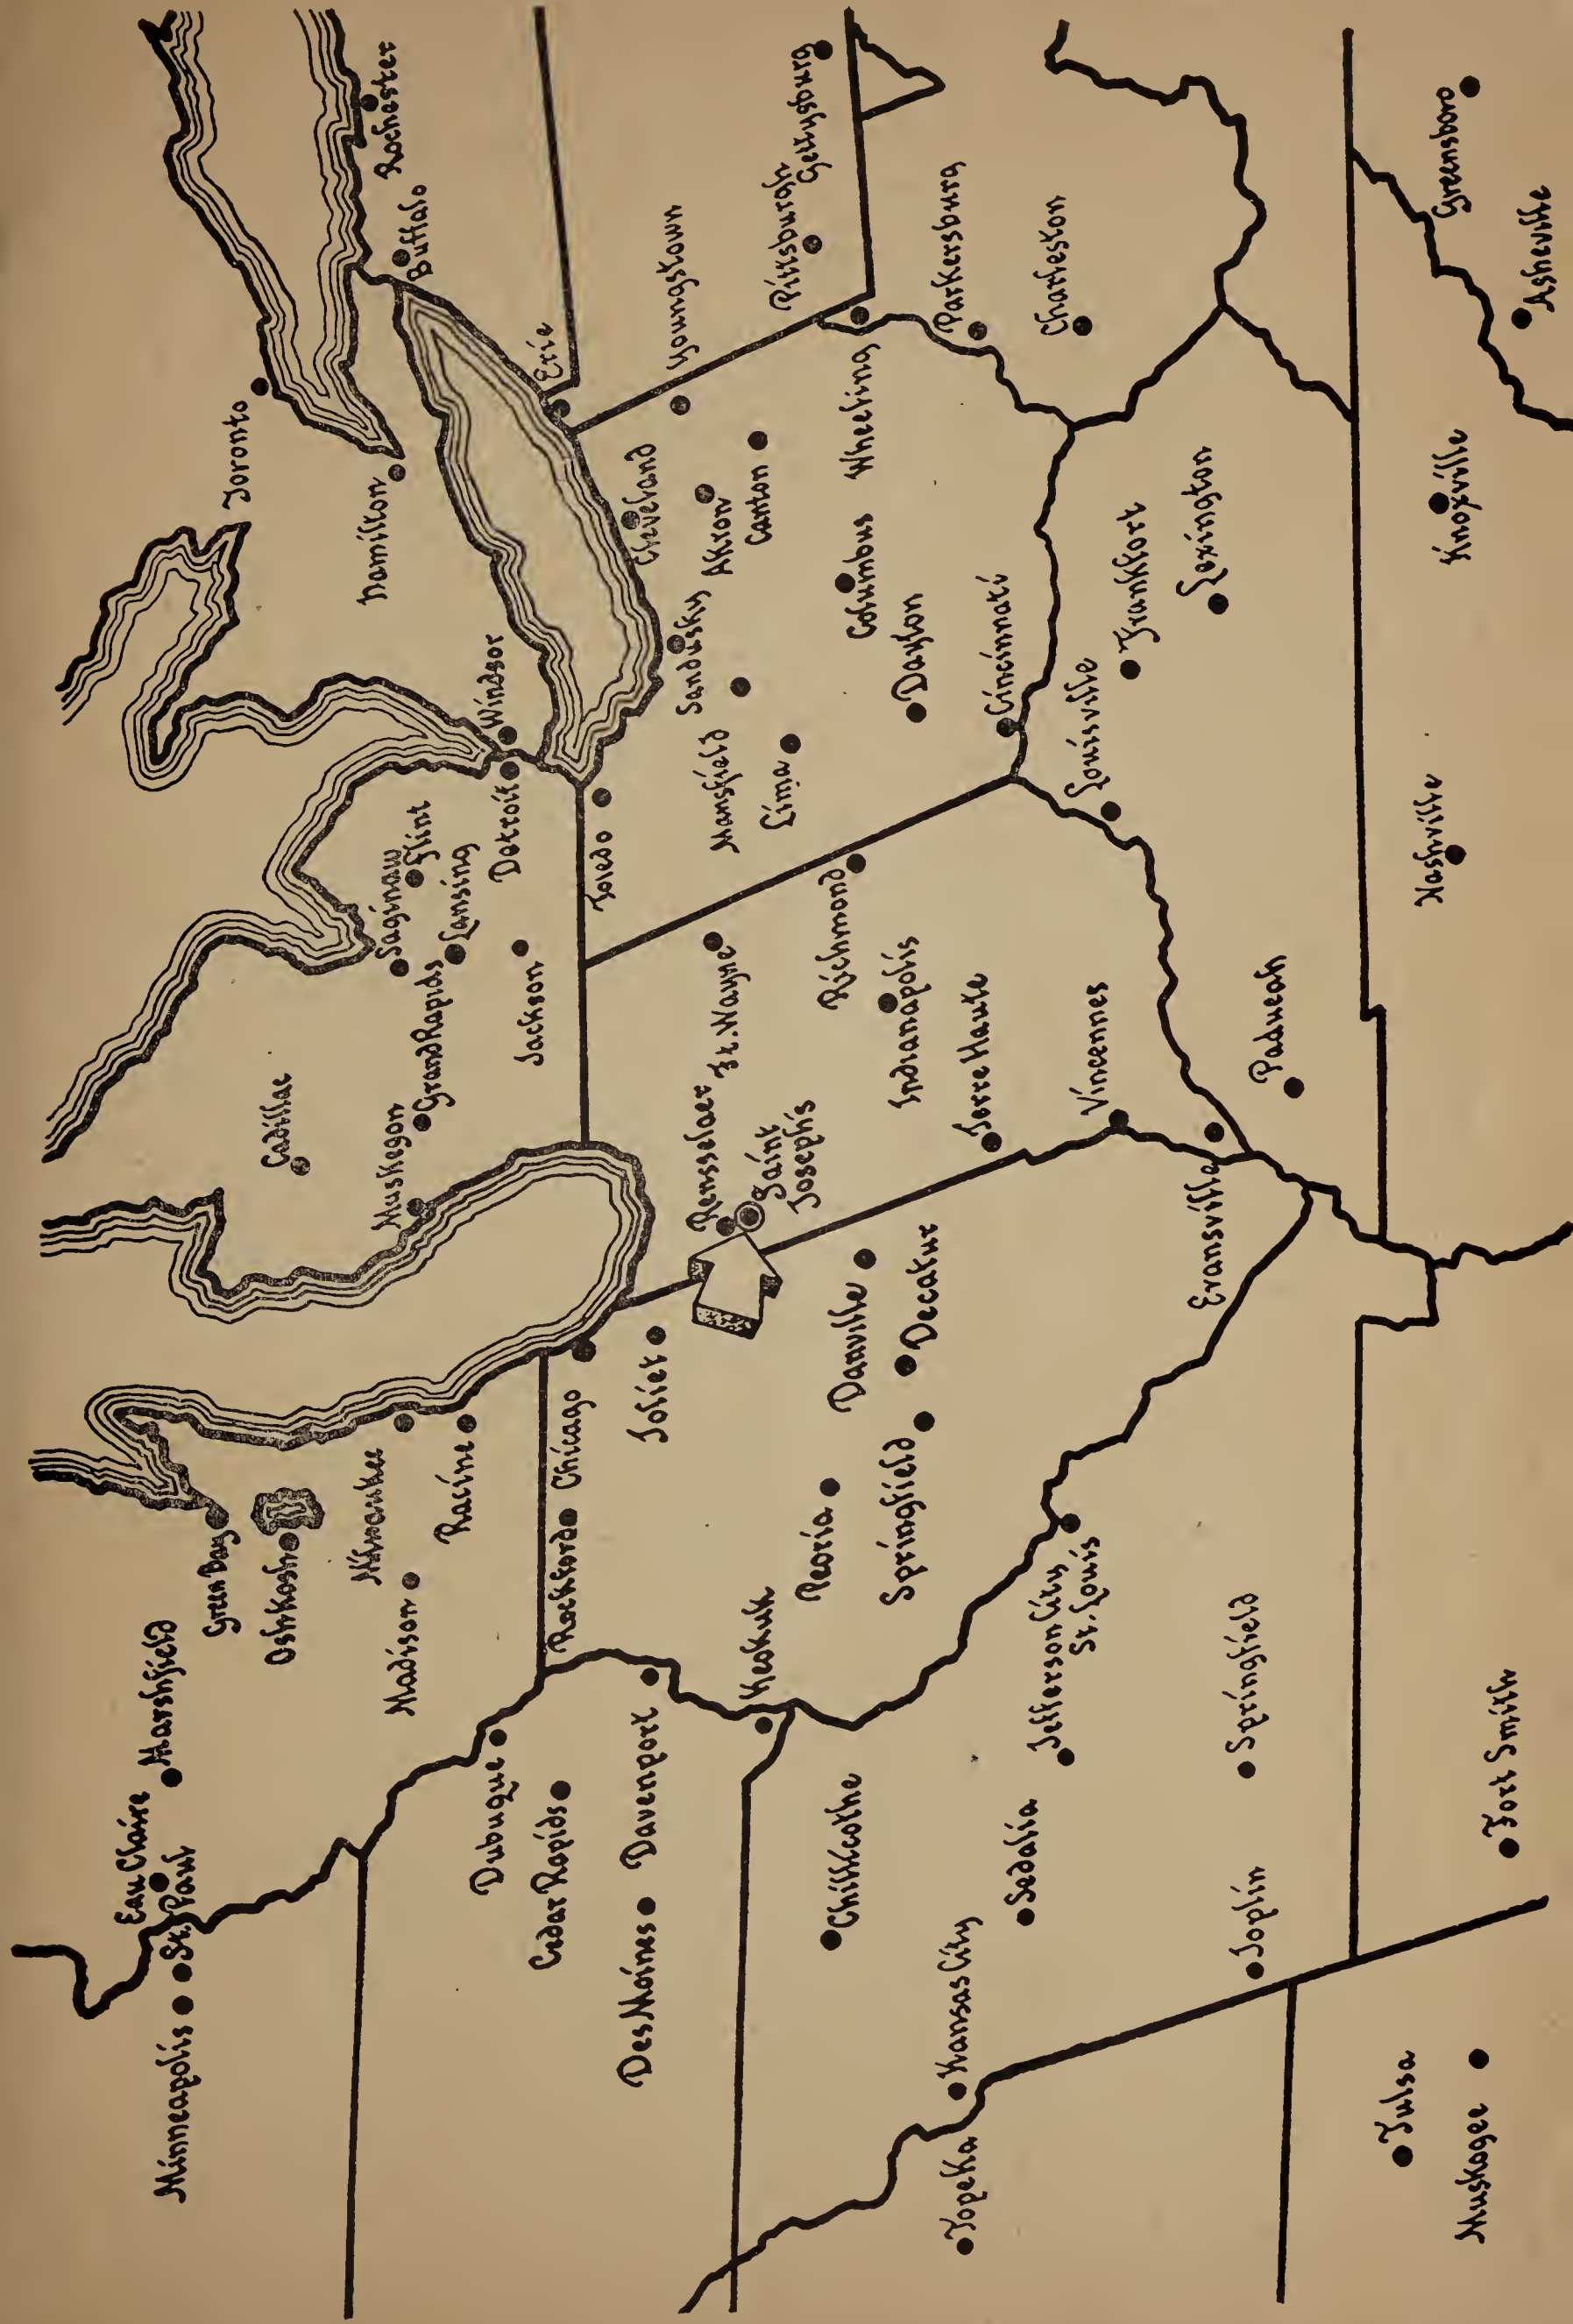 Minneapolis
St. Paul
Eau Claire
Marshfield
Green Bay
Oshkosh
Madison
Milwaukee
Racine
Cadillac
Muskegon
Grand Rapids
Saginaw
Flint
Lansing
Jackson
Detroit
Windsor
Toronto
Hamilton
Buffalo
Rochester
Dubuque
Cedar Rapids
Des Moines
Davenport
Rockford
Chicago
Joliet
Keokuk
Peoria
Springfield
Danville
Decatur
Rensselaer
Saint
Josephs
Ft. Wayne
Richmond
Indianapolis
Terre Haute
Vincennes
Evansville
Toledo
Mansfield
Lima
Sandusky
Cleveland
Akron
Canton
Youngstown
Erie
Columbus
Dayton
Cincinnati
Wheeling
Pittsburgh
Gettysburg
Parkersburg
Charleston
Louisville
Frankfort
Lexington
Paducah
Topeka
Kansas City
Chillicothe
Sedalia
Jefferson City
St. Louis
Joplin
Springfield
Tulsa
Muskogee
Fort Smith
Nashville
Knoxville
Asheville
Greensboro